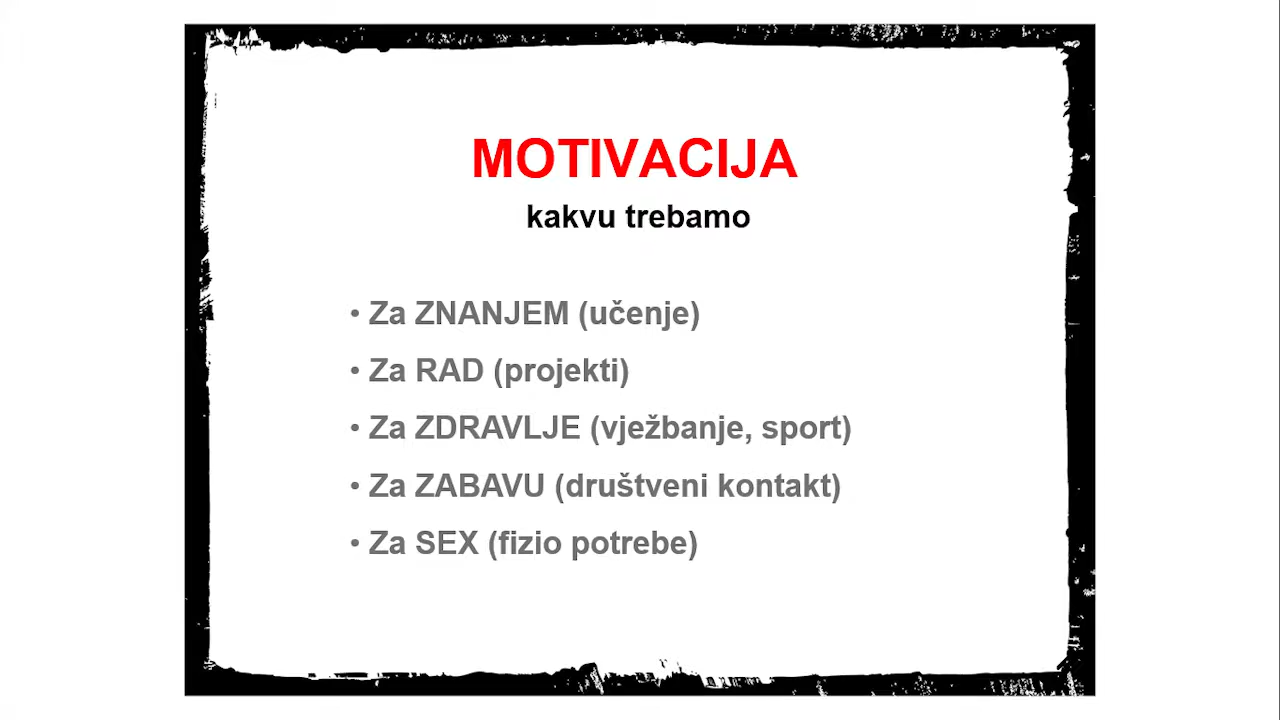 MOTIVACIJA
kakvu trebamo
• Za ZNANJEM (učenje)
• Za RAD (projekti)
• Za ZDRAVLJE (vježbanje, sport)
• Za ZABAVU (društveni kontakt)
• Za SEX (fizio potrebe)